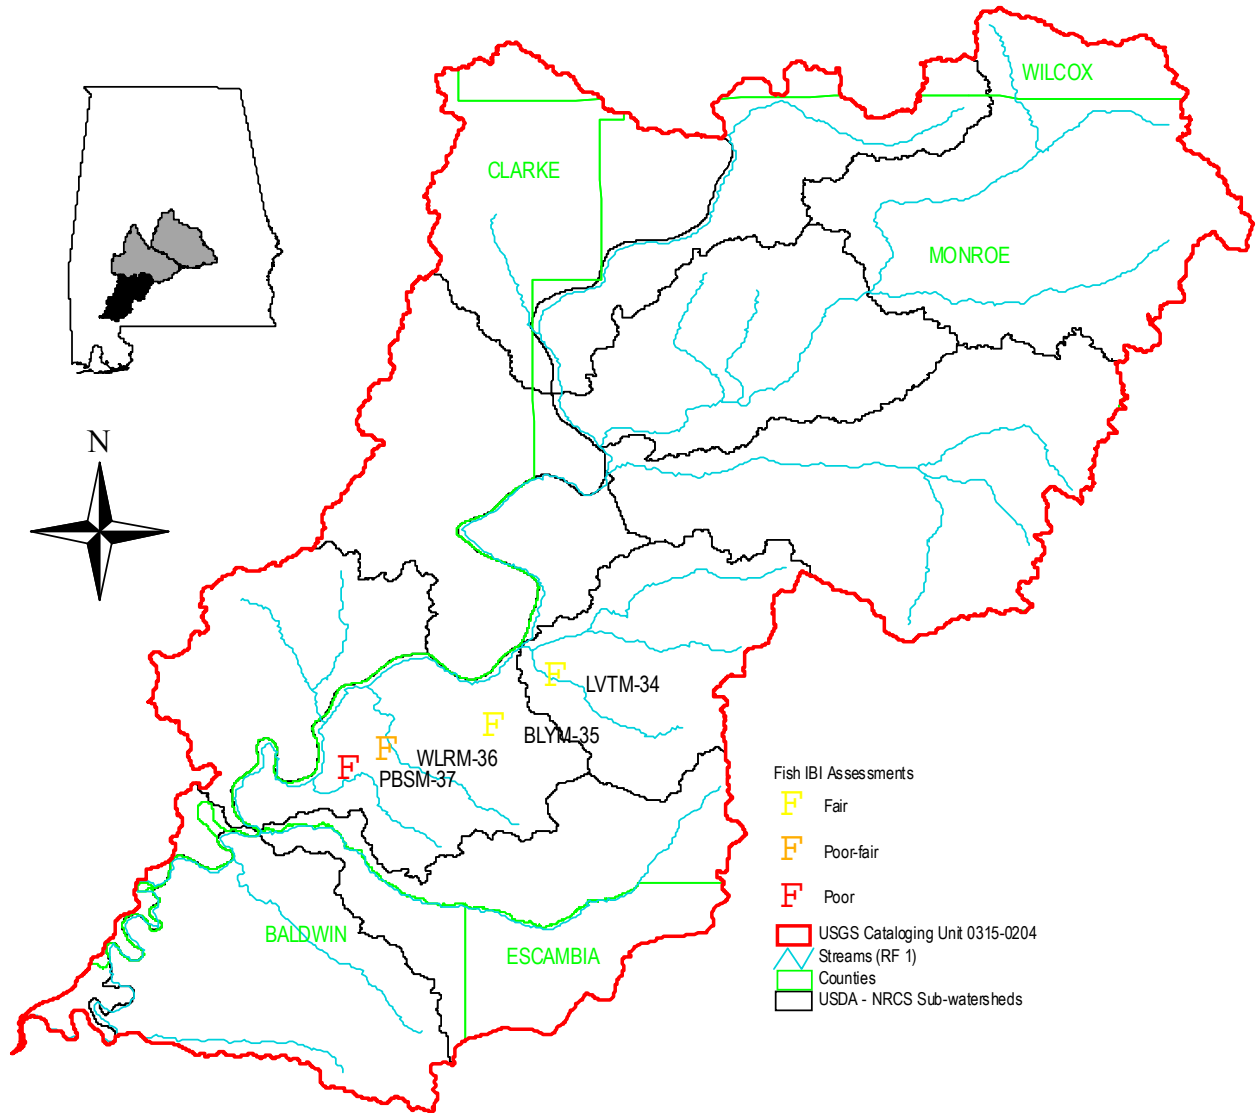 WILCOX
CLARKE
MONROE
N
F
LVTM-34
F
BLYM-35
F
WLRM-36
F
PBSM-37
Fish IBI Assessments
F Fair
F Poor-fair
F Poor
USGS Cataloging Unit 0315-0204
Streams (RF 1)
Counties
USDA - NRCS Sub-watersheds
BALDWIN
ESCAMBIA